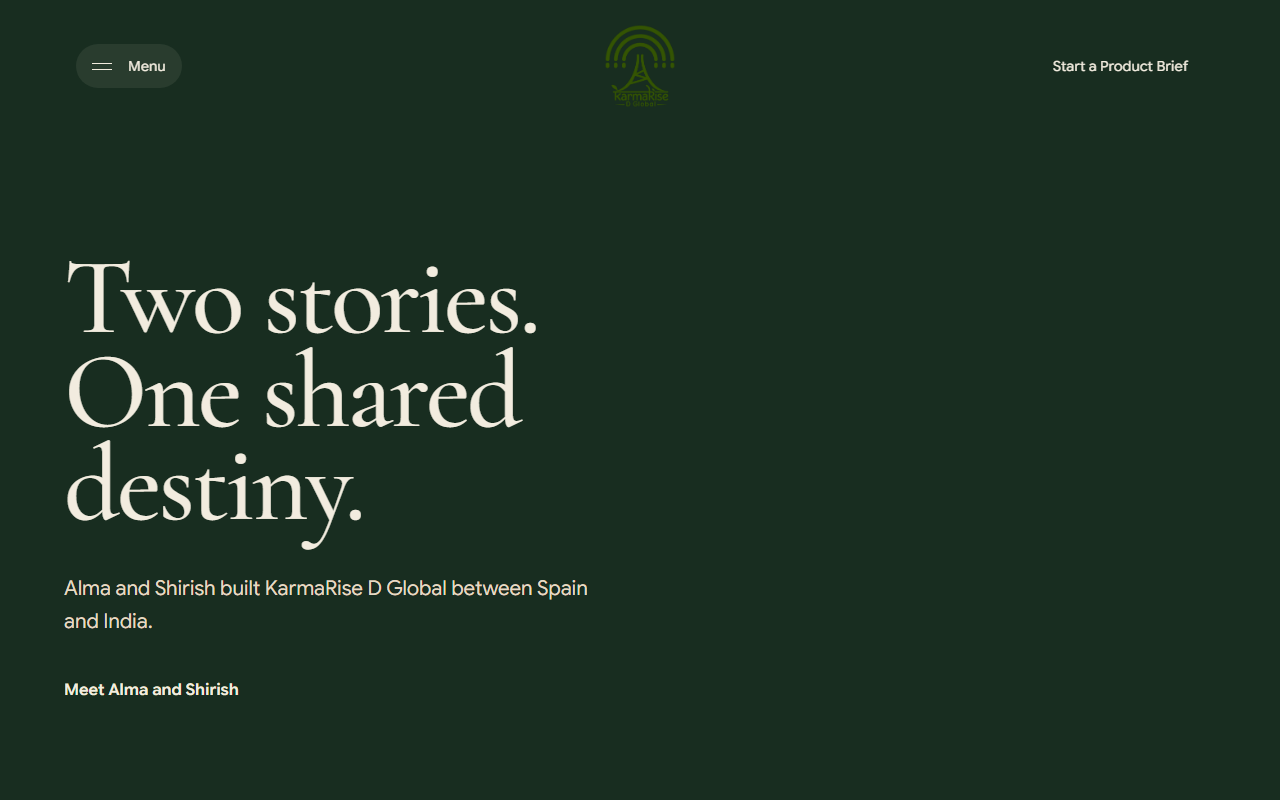 Menu
karmaRise
D Global
Start a Product Brief
Two stories.
One shared
destiny.
Alma and Shirish built KarmaRise D Global between Spain
and India.
Meet Alma and Shirish